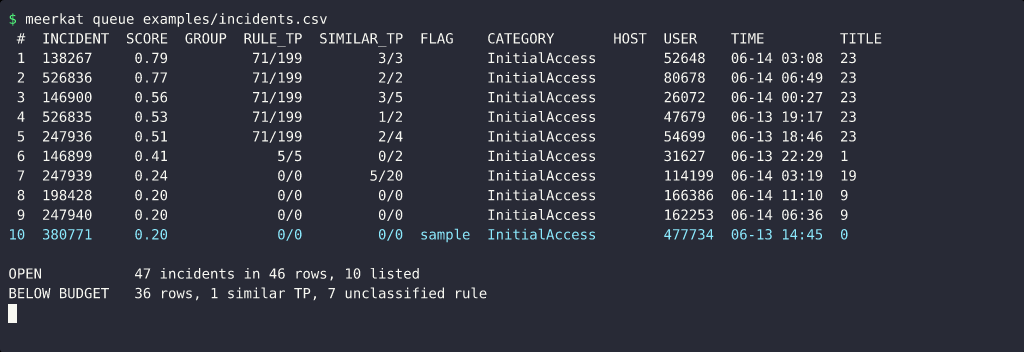 $ meerkat queue examples/incidents.csv
 #  INCIDENT  SCORE  GROUP  RULE_TP  SIMILAR_TP  FLAG    CATEGORY       HOST  USER    TIME         TITLE
 1  138267     0.79          71/199         3/3          InitialAccess        52648   06-14 03:08  23
 2  526836     0.77          71/199         2/2          InitialAccess        80678   06-14 06:49  23
 3  146900     0.56          71/199         3/5          InitialAccess        26072   06-14 00:27  23
 4  526835     0.53          71/199         1/2          InitialAccess        47679   06-13 19:17  23
 5  247936     0.51          71/199         2/4          InitialAccess        54699   06-13 18:46  23
 6  146899     0.41             5/5         0/2          InitialAccess        31627   06-13 22:29  1
 7  247939     0.24             0/0        5/20          InitialAccess        114199  06-14 03:19  19
 8  198428     0.20             0/0         0/0          InitialAccess        166386  06-14 11:10  9
 9  247940     0.20             0/0         0/0          InitialAccess        162253  06-14 06:36  9
10  380771     0.20             0/0         0/0  sample  InitialAccess        477734  06-13 14:45  0
OPEN           47 incidents in 46 rows, 10 listed
BELOW BUDGET   36 rows, 1 similar TP, 7 unclassified rule